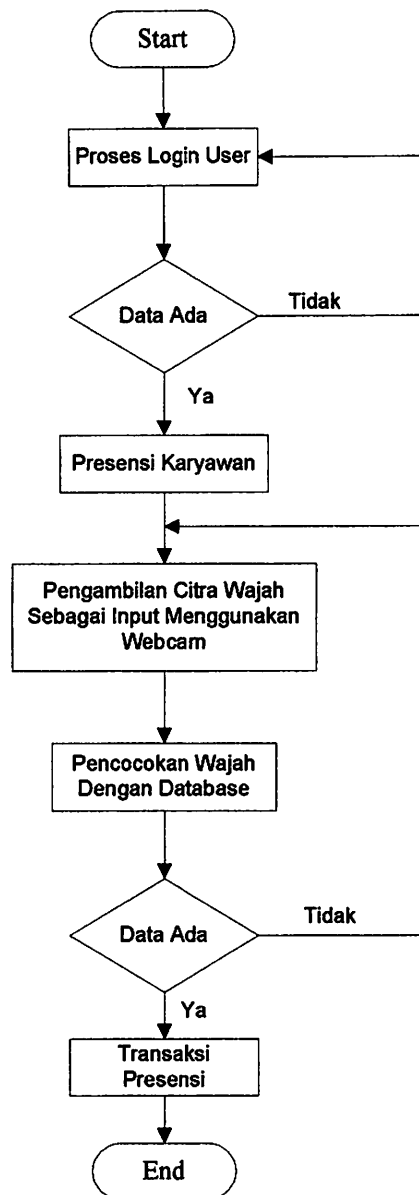 Start
Proses Login User
Data Ada
Tidak
Ya
Presensi Karyawan
Pengambilan Citra Wajah
Sebagai Input Menggunakan
Webcam
Pencocokan Wajah
Dengan Database
Data Ada
Tidak
Ya
Transaksi
Presensi
End